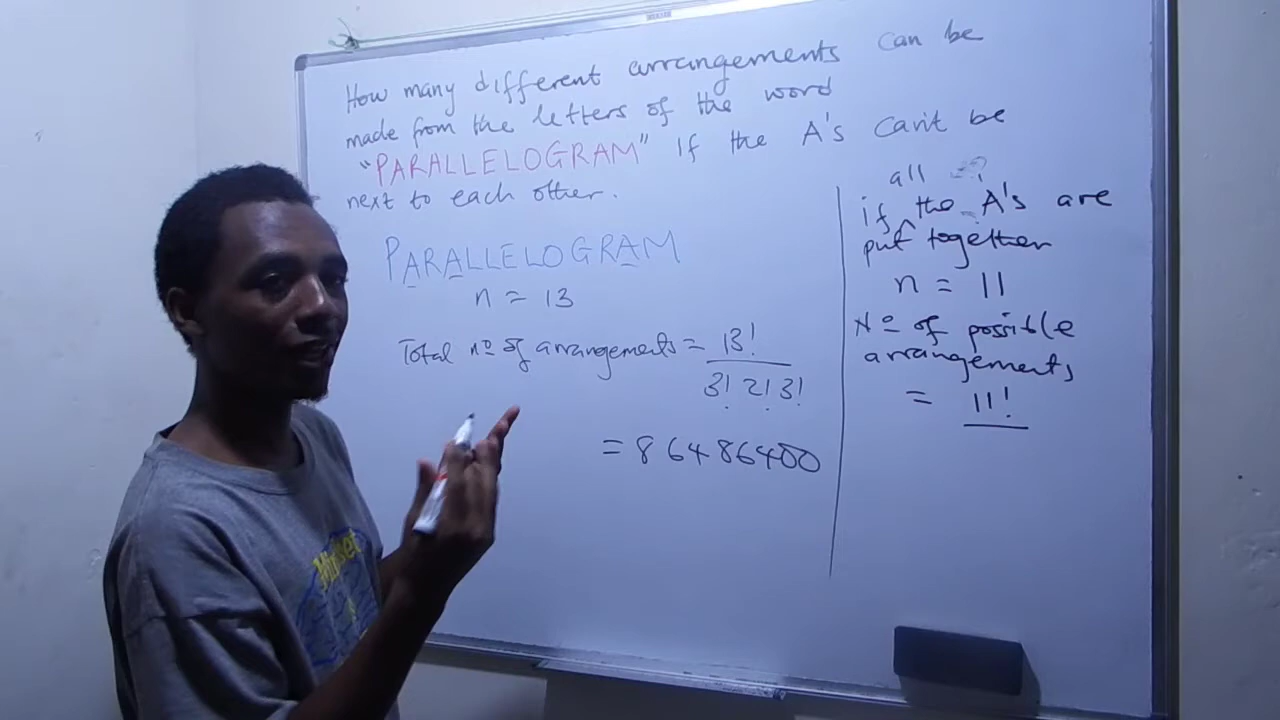 How many different arrangements can be
made from the letters of the word
"PARALLELOGRAM" if the A's can't be
next to each other.
PARALLELOGRAM
n = 13
Total nº of arrangements = 13!
3! 2! 3!
= 86486400
all
if the A's are
put together
n = 11
Nº of possible
arrangements
= 11!
Mindset